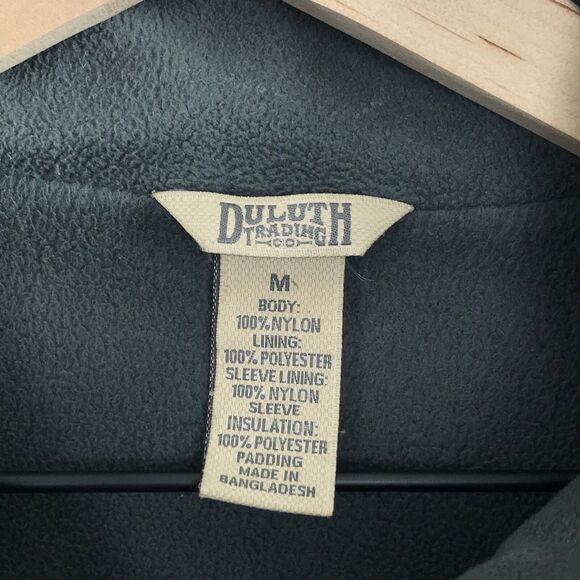 DULUTH
TRADING
CO
M
BODY:
100% NYLON
LINING:
100% POLYESTER
SLEEVE LINING:
100% NYLON
SLEEVE
INSULATION:
100% POLYESTER
PADDING
MADE IN
BANGLADESH